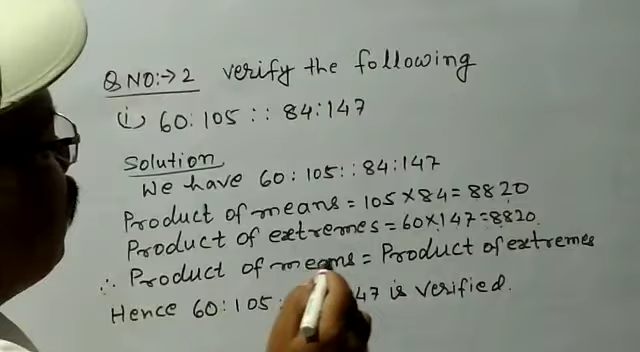 Q NO:→ 2 verify the following
(i) 60:105 :: 84:147
Solution
We have 60:105 :: 84:147
Product of means = 105 × 84 = 8820
Product of extremes = 60×147 = 8820.
∴ Product of means = Product of extremes
Hence 60:105: 47 is verified.